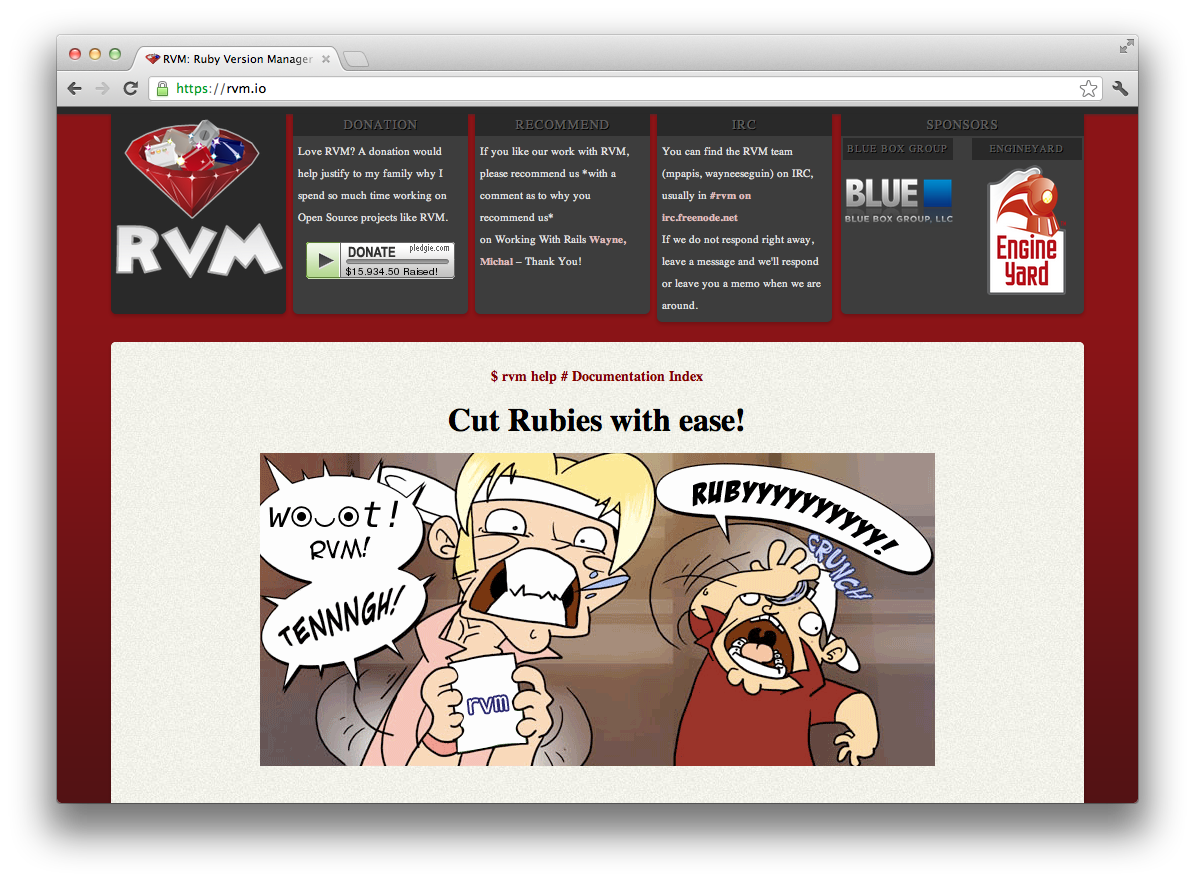 RVM: Ruby Version Manager
https://rvm.io
RVM
DONATION
Love RVM? A donation would
help justify to my family why I
spend so much time working on
Open Source projects like RVM.
DONATE pledgie.com
$15.934.50 Raised!
RECOMMEND
If you like our work with RVM,
please recommend us *with a
comment as to why you
recommend us*
on Working With Rails Wayne,
Michal – Thank You!
IRC
You can find the RVM team
(mpapis, wayneeseguin) on IRC,
usually in #rvm on
irc.freenode.net
If we do not respond right away,
leave a message and we'll respond
or leave you a memo when we are
around.
SPONSORS
BLUE BOX GROUP
BLUE
BLUE BOX GROUP, LLC
ENGINEYARD
Engine
Yard
$ rvm help # Documentation Index
Cut Rubies with ease!
w⊙‿⊙t!
RVM!
TENNNGH!
rvm
RUBYYYYYYYYYY!
CRUNCH